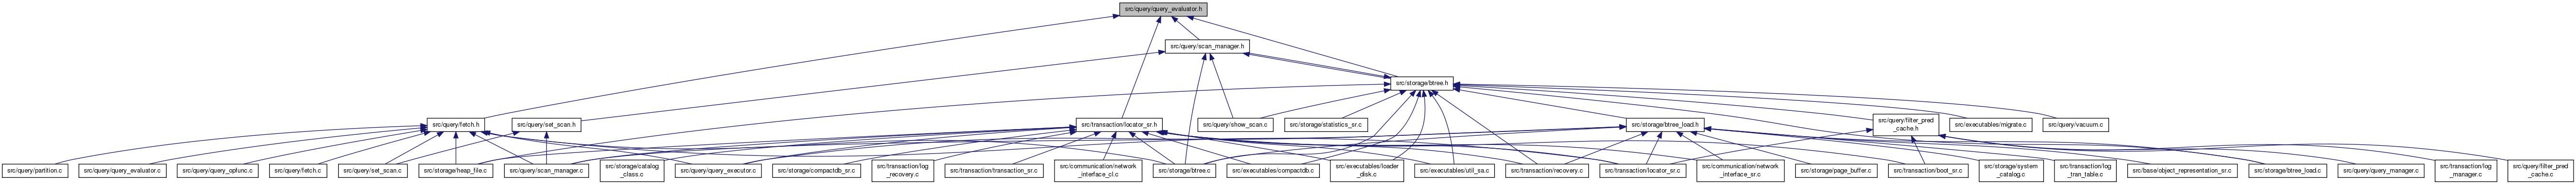 src/query/query_evaluator.h
src/query/scan_manager.h
src/storage/btree.h
src/query/fetch.h
src/query/set_scan.h
src/transaction/locator_sr.h
src/query/show_scan.c
src/storage/statistics_sr.c
src/storage/btree_load.h
src/query/filter_pred
_cache.h
src/executables/migrate.c
src/query/vacuum.c
src/query/partition.c
src/query/query_evaluator.c
src/query/query_opfunc.c
src/query/fetch.c
src/query/set_scan.c
src/storage/heap_file.c
src/query/scan_manager.c
src/storage/catalog
_class.c
src/query/query_executor.c
src/storage/compactdb_sr.c
src/transaction/log
_recovery.c
src/transaction/transaction_sr.c
src/communication/network
_interface_cl.c
src/storage/btree.c
src/executables/compactdb.c
src/executables/loader
_disk.c
src/executables/util_sa.c
src/transaction/recovery.c
src/transaction/locator_sr.c
src/communication/network
_interface_sr.c
src/storage/page_buffer.c
src/transaction/boot_sr.c
src/storage/system
_catalog.c
src/transaction/log
_tran_table.c
src/base/object_representation_sr.c
src/storage/btree_load.c
src/query/query_manager.c
src/transaction/log
_manager.c
src/query/filter_pred
_cache.c